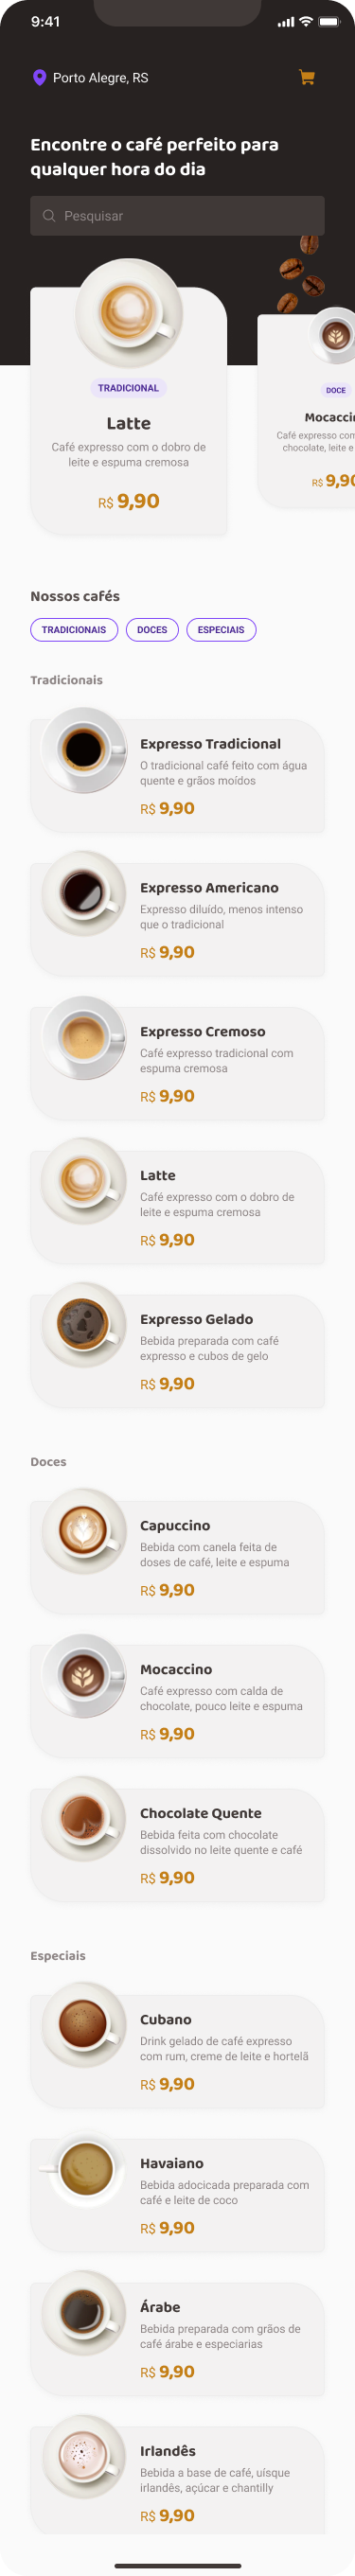 9:41
Porto Alegre, RS
Encontre o café perfeito para
qualquer hora do dia
Pesquisar
TRADICIONAL
Latte
Café expresso com o dobro de
leite e espuma cremosa
R$ 9,90
DOCE
Café expresso
chocolate, leite e
R$
Nossos cafés
TRADICIONAIS DOCES ESPECIAIS
Tradicionais
Expresso Tradicional
O tradicional café feito com água
quente e grãos moídos
R$ 9,90
Expresso Americano
Expresso diluído, menos intenso
que o tradicional
R$ 9,90
Expresso Cremoso
Café expresso tradicional com
espuma cremosa
R$ 9,90
Latte
Café expresso com o dobro de
leite e espuma cremosa
R$ 9,90
Expresso Gelado
Bebida preparada com café
expresso e cubos de gelo
R$ 9,90
Doces
Capuccino
Bebida com canela feita de
doses de café, leite e espuma
R$ 9,90
Mocaccino
Café expresso com calda de
chocolate, pouco leite e espuma
R$ 9,90
Chocolate Quente
Bebida feita com chocolate
dissolvido no leite quente e café
R$ 9,90
Especiais
Cubano
Drink gelado de café expresso
com rum, creme de leite e hortelã
R$ 9,90
Havaiano
Bebida adocicada preparada com
café e leite de coco
R$ 9,90
Árabe
Bebida preparada com grãos de
café árabe e especiarias
R$ 9,90
Irlandês
Bebida a base de café, uísque
irlandês, açúcar e chantilly
R$ 9,90